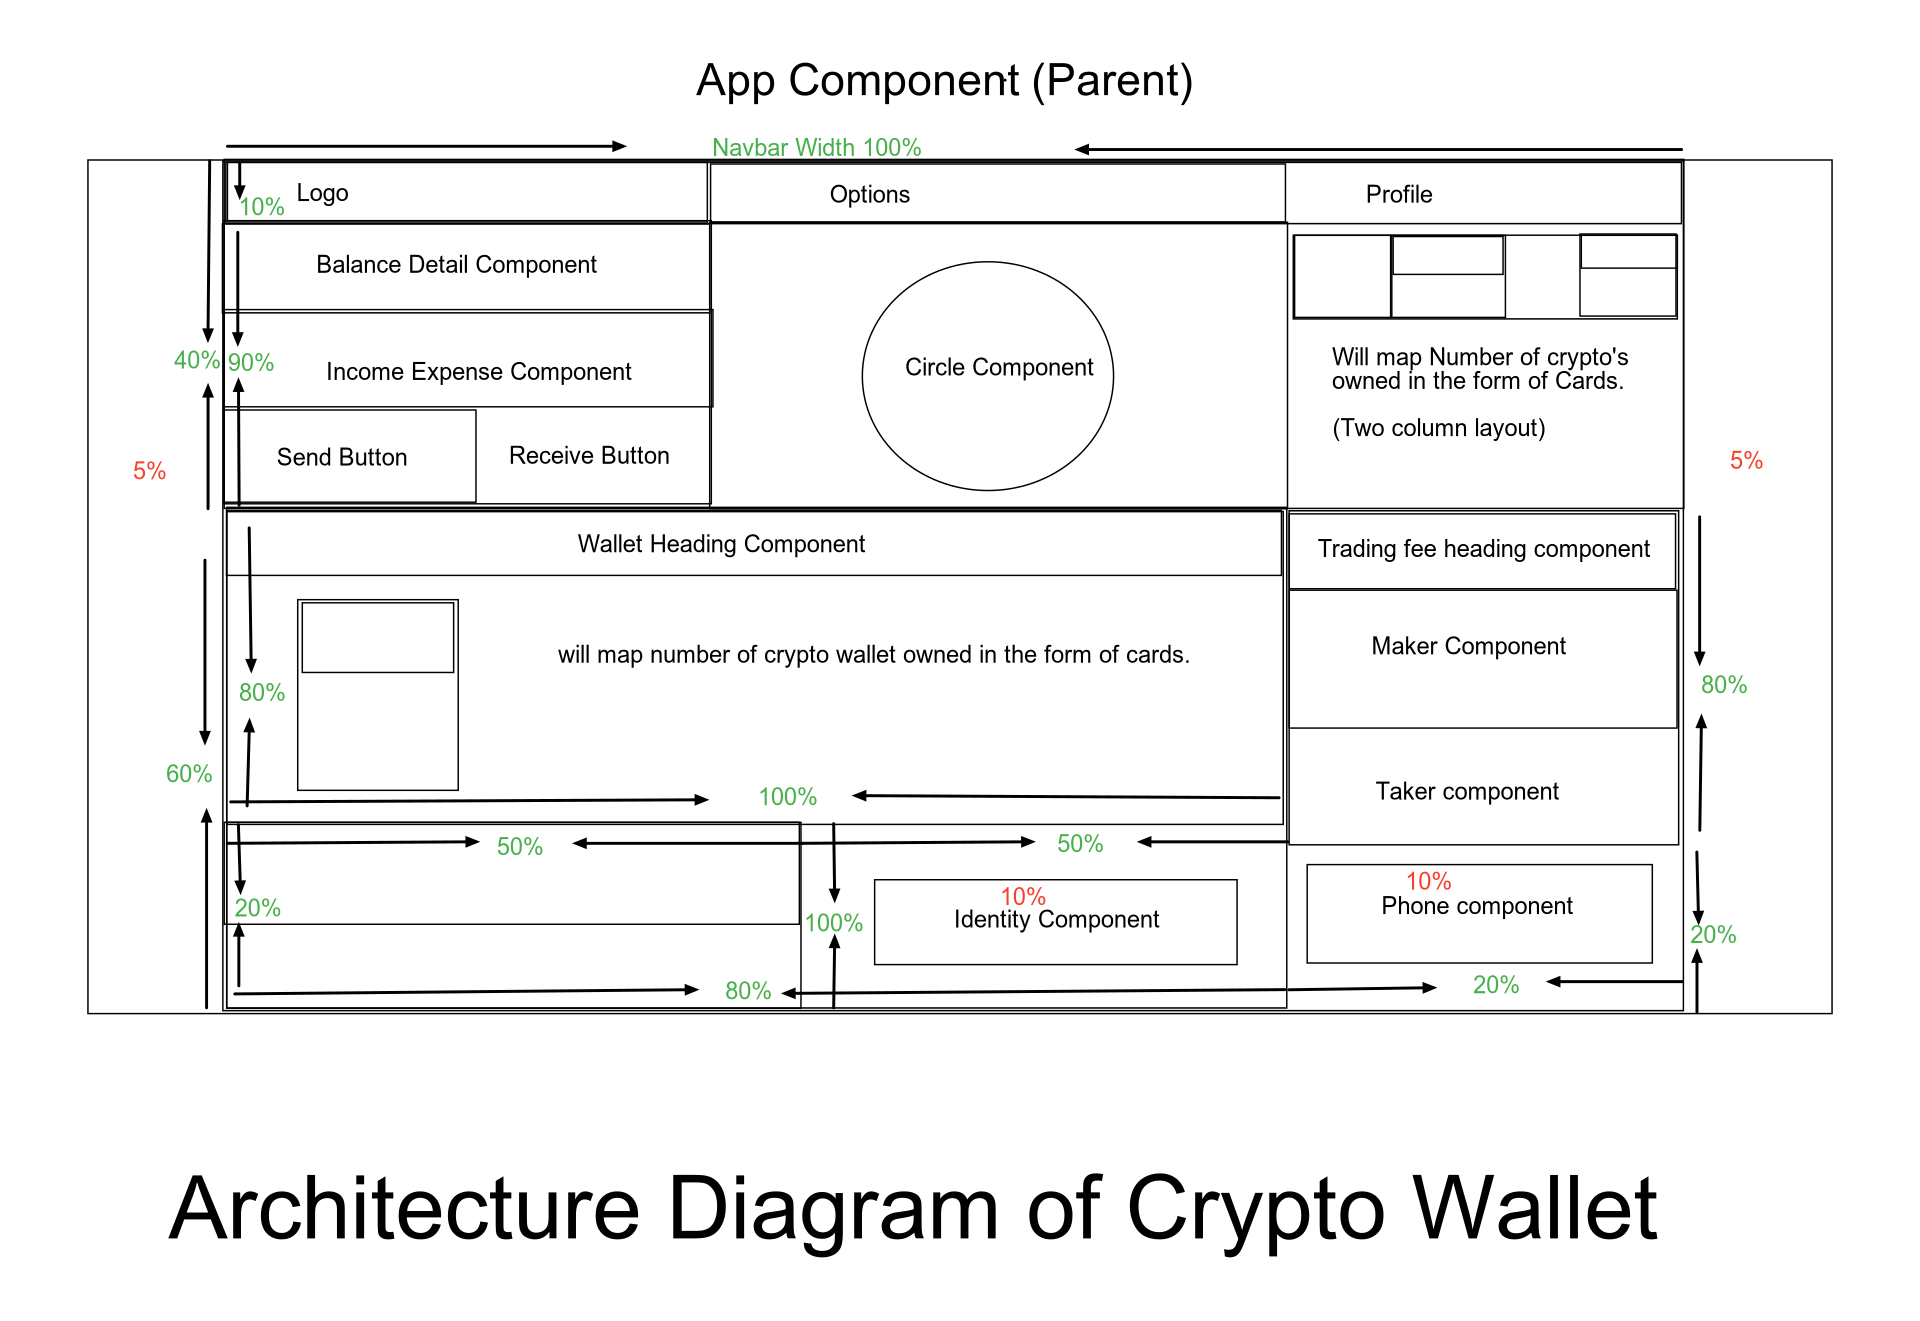 App Component (Parent)
Navbar Width 100%
Logo
Options
Profile
10%
Balance Detail Component
40%
90%
Income Expense Component
Circle Component
Will map Number of crypto's
owned in the form of Cards.
(Two column layout)
Send Button
Receive Button
5%
5%
Wallet Heading Component
Trading fee heading component
will map number of crypto wallet owned in the form of cards.
Maker Component
80%
80%
60%
100%
Taker component
50%
50%
20%
100%
10%
Identity Component
10%
Phone component
20%
80%
20%
Architecture Diagram of Crypto Wallet